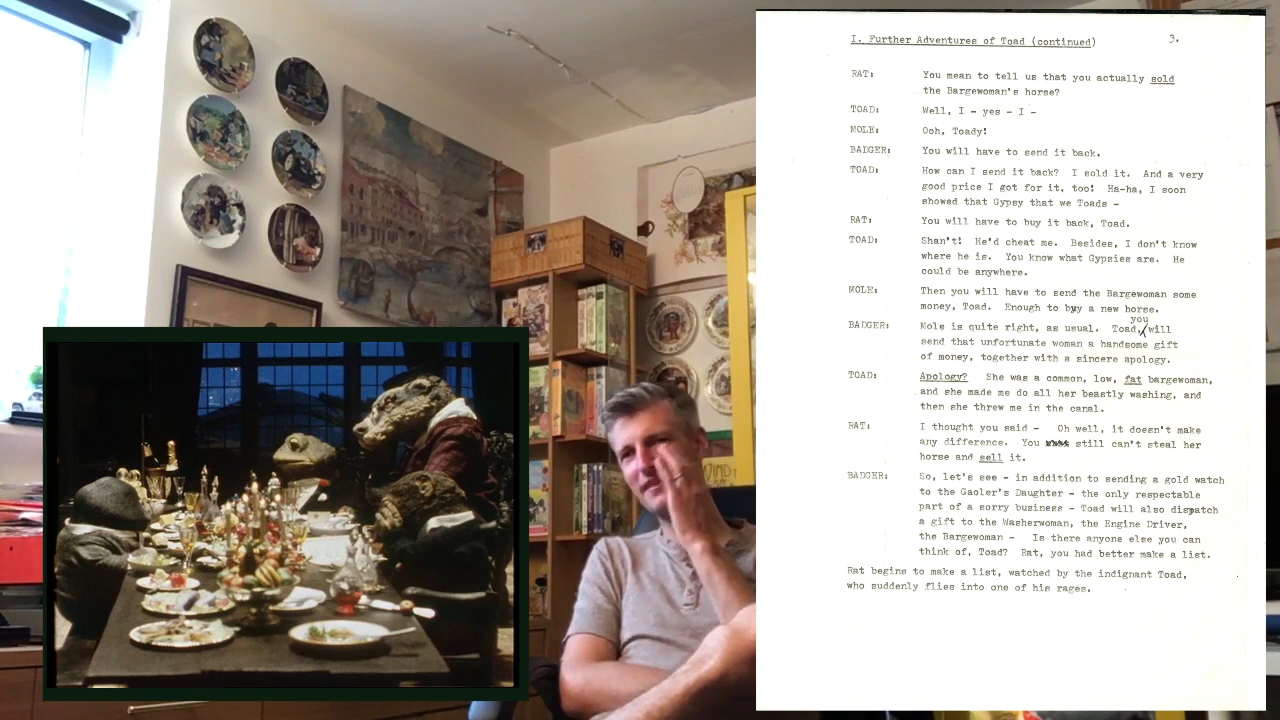 I. Further Adventures of Toad (continued) 3.
RAT: You mean to tell us that you actually sold
the Bargewoman's horse?
TOAD: Well, I - yes - I -
MOLE: Ooh, Toady!
BADGER: You will have to send it back.
TOAD: How can I send it back? I sold it. And a very
good price I got for it, too! Ha-ha, I soon
showed that Gypsy that we Toads -
RAT: You will have to buy it back, Toad.
TOAD: Shan't! He'd cheat me. Besides, I don't know
where he is. You know what Gypsies are. He
could be anywhere.
MOLE: Then you will have to send the Bargewoman some
money, Toad. Enough to buy a new horse.
you
BADGER: Mole is quite right, as usual. Toad, will
send that unfortunate woman a handsome gift
of money, together with a sincere apology.
TOAD: Apology? She was a common, low, fat bargewoman,
and she made me do all her beastly washing, and
then she threw me in the canal.
RAT: I thought you said - Oh well, it doesn't make
any difference. You still can't steal her
horse and sell it.
BADGER: So, let's see - in addition to sending a gold watch
to the Gaoler's Daughter - the only respectable
part of a sorry business - Toad will also dispatch
a gift to the Washerwoman, the Engine Driver,
the Bargewoman - Is there anyone else you can
think of, Toad? Rat, you had better make a list.
Rat begins to make a list, watched by the indignant Toad,
who suddenly flies into one of his rages.
WIND